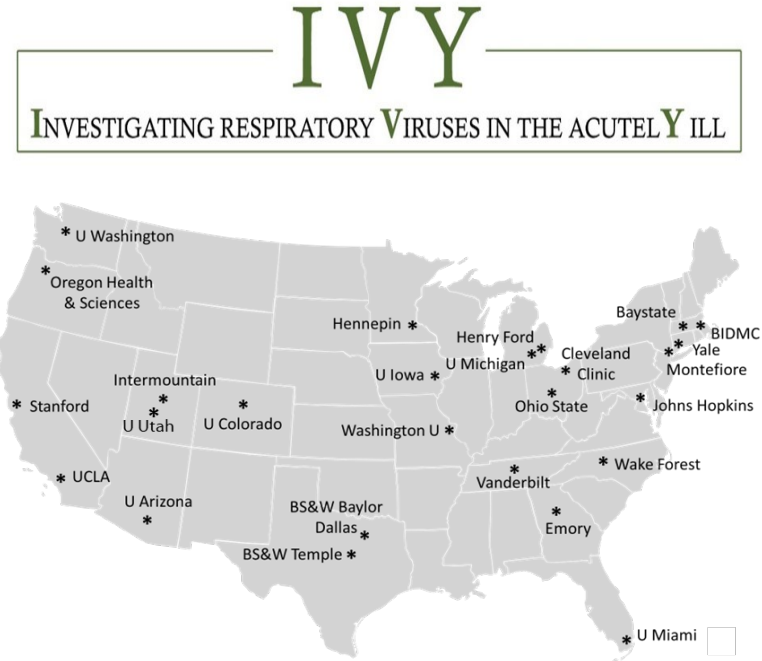 IVY
INVESTIGATING RESPIRATORY VIRUSES IN THE ACUTELY ILL
* U Washington
*
Oregon Health
& Sciences
Hennepin *
Baystate
* * BIDMC
Henry Ford *
U Michigan *
* * Yale
Montefiore
Cleveland
* Clinic
U Iowa *
Intermountain
*
*
U Utah
*
U Colorado
* Stanford
*
Ohio State
* Johns Hopkins
Washington U *
* UCLA
*
Vanderbilt
* Wake Forest
U Arizona
*
BS&W Baylor
Dallas *
BS&W Temple *
*
Emory
* U Miami